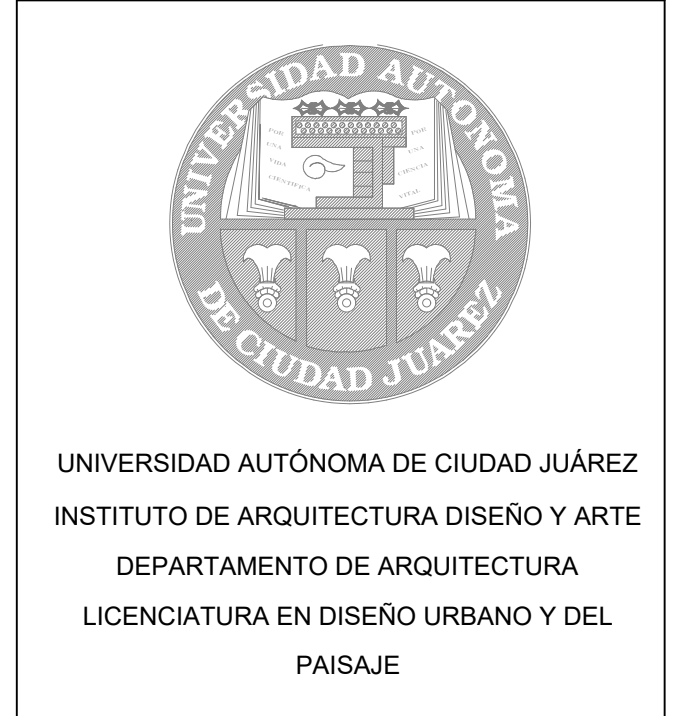 UNIVERSIDAD AUTONOMA
DE CIUDAD JUAREZ
POR
UNA
VIDA
CIENTIFICA
POR
UNA
CIENCIA
VITAL
UNIVERSIDAD AUTÓNOMA DE CIUDAD JUÁREZ
INSTITUTO DE ARQUITECTURA DISEÑO Y ARTE
DEPARTAMENTO DE ARQUITECTURA
LICENCIATURA EN DISEÑO URBANO Y DEL
PAISAJE